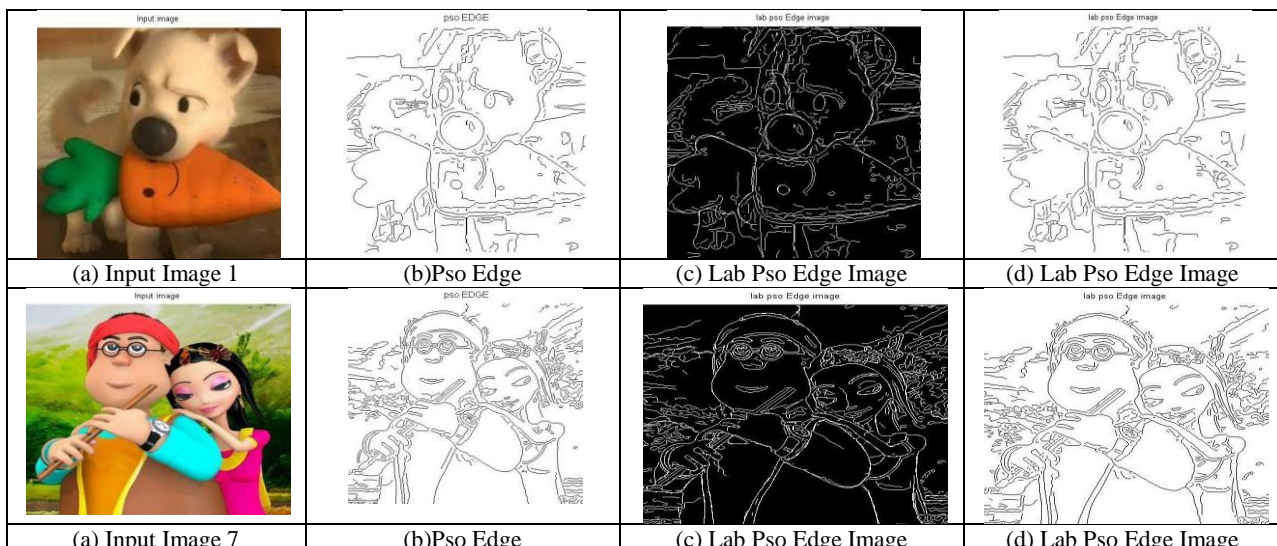 Input image
pso EDGE
lab pso Edge image
lab pso Edge image
(a) Input Image 1
(b)Pso Edge
(c) Lab Pso Edge Image
(d) Lab Pso Edge Image
Input image
pso EDGE
lab pso Edge image
lab pso Edge image
(a) Input Image 7
(b)Pso Edge
(c) Lab Pso Edge Image
(d) Lab Pso Edge Image